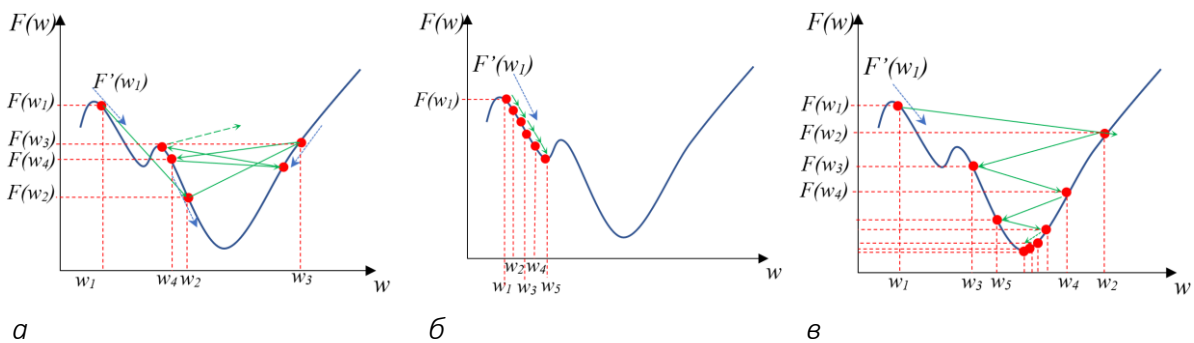 F(w)
F'(w₁)
F(w₁)
F(w₃)
F(w₄)
F(w₂)
w₁
w₄
w₂
w₃
w
а
F(w)
F'(w₁)
F(w₁)
w₂
w₄
w₁
w₃
w₅
w
б
F(w)
F'(w₁)
F(w₁)
F(w₂)
F(w₃)
F(w₄)
w₁
w₃
w₅
w₄
w₂
w
в